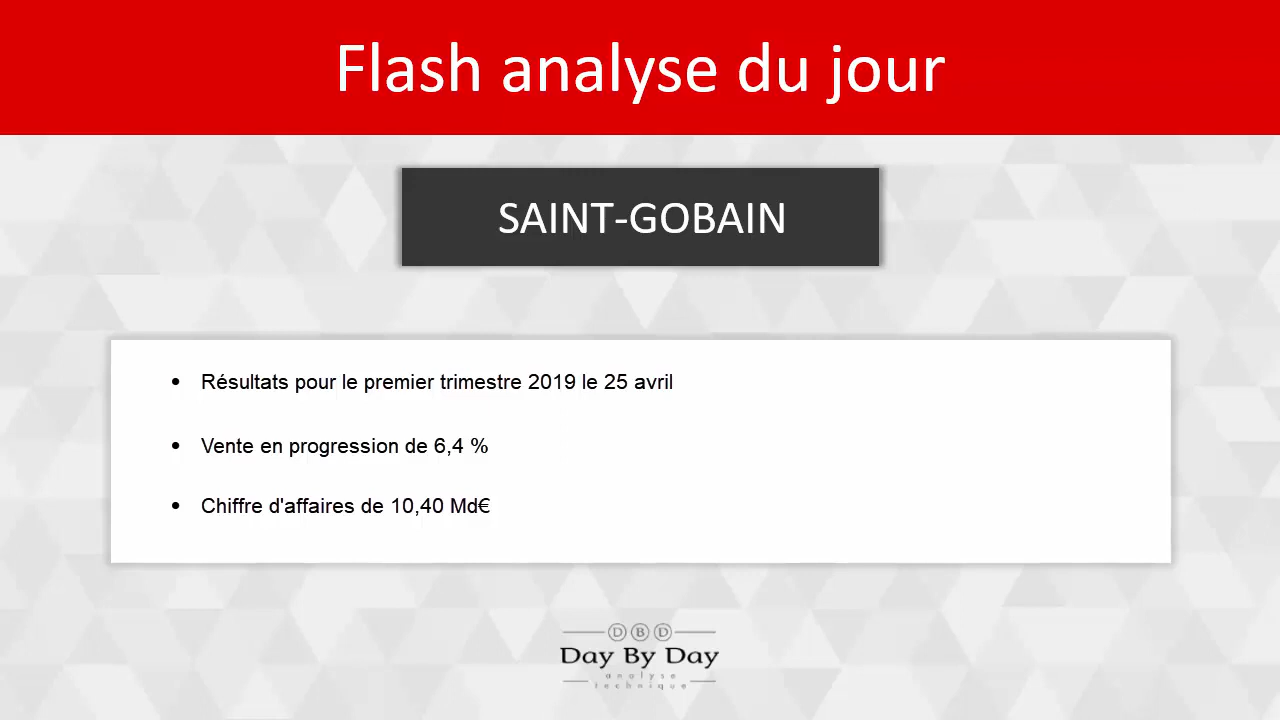 Flash analyse du jour
SAINT-GOBAIN
• Résultats pour le premier trimestre 2019 le 25 avril
• Vente en progression de 6,4 %
• Chiffre d'affaires de 10,40 Md€
DBD
Day By Day
analyse
technique